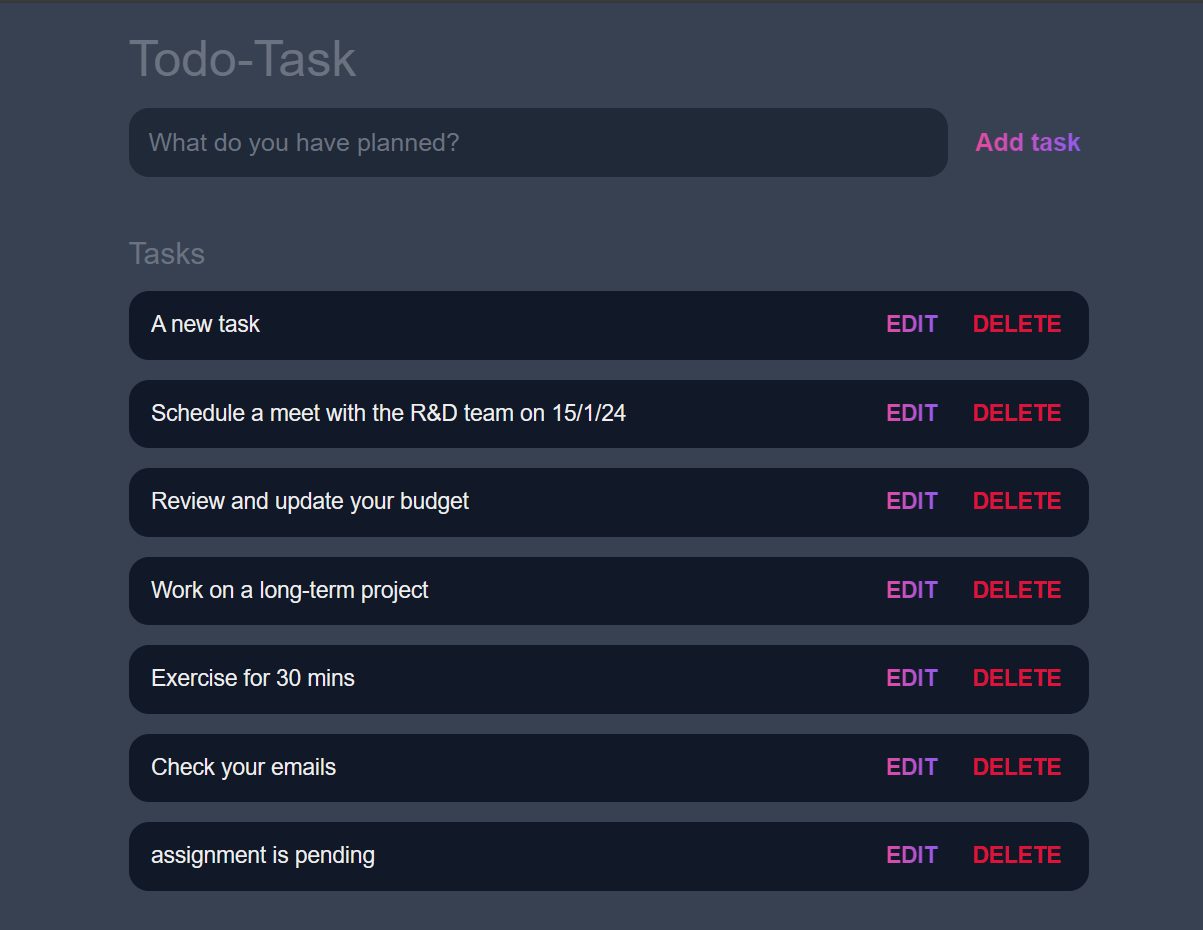 Todo-Task
What do you have planned? Add task
Tasks
A new task EDIT DELETE
Schedule a meet with the R&D team on 15/1/24 EDIT DELETE
Review and update your budget EDIT DELETE
Work on a long-term project EDIT DELETE
Exercise for 30 mins EDIT DELETE
Check your emails EDIT DELETE
assignment is pending EDIT DELETE